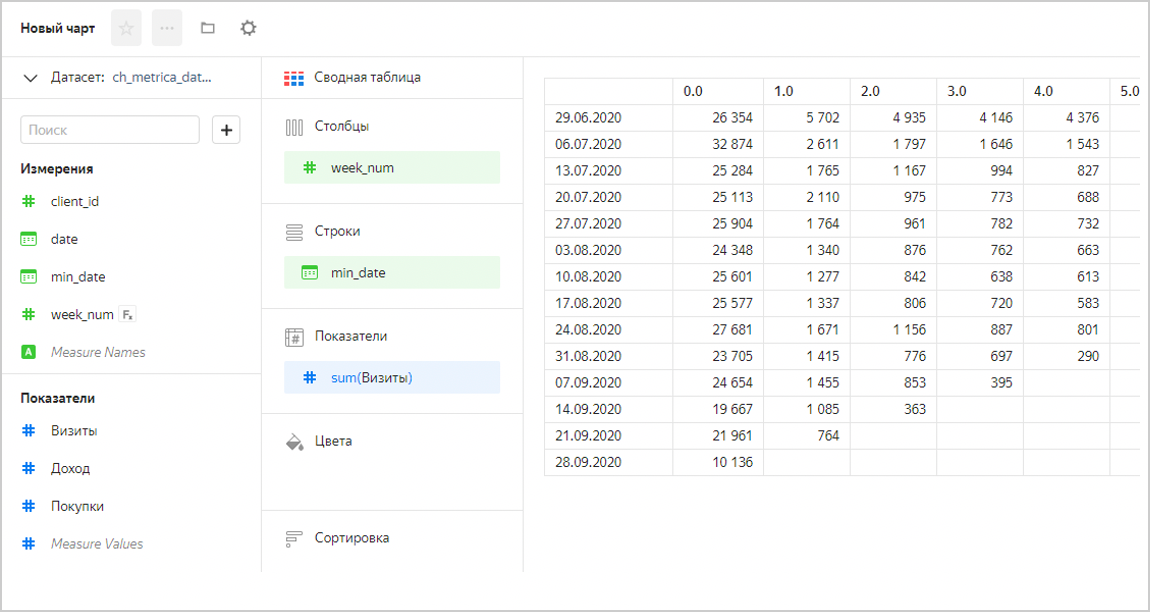 Новый чарт
Датасет: ch_metrica_dat...
Поиск
Измерения
client_id
date
min_date
week_num Fx
A Measure Names
Показатели
Визиты
Доход
Покупки
Measure Values
Сводная таблица
Столбцы
week_num
Строки
min_date
Показатели
sum(Визиты)
Цвета
Сортировка
0.0 1.0 2.0 3.0 4.0 5.0
29.06.2020 26 354 5 702 4 935 4 146 4 376
06.07.2020 32 874 2 611 1 797 1 646 1 543
13.07.2020 25 284 1 765 1 167 994 827
20.07.2020 25 113 2 110 975 773 688
27.07.2020 25 904 1 764 961 782 732
03.08.2020 24 348 1 340 876 762 663
10.08.2020 25 601 1 277 842 638 613
17.08.2020 25 577 1 337 806 720 583
24.08.2020 27 681 1 671 1 156 887 801
31.08.2020 23 705 1 415 776 697 290
07.09.2020 24 654 1 455 853 395
14.09.2020 19 667 1 085 363
21.09.2020 21 961 764
28.09.2020 10 136